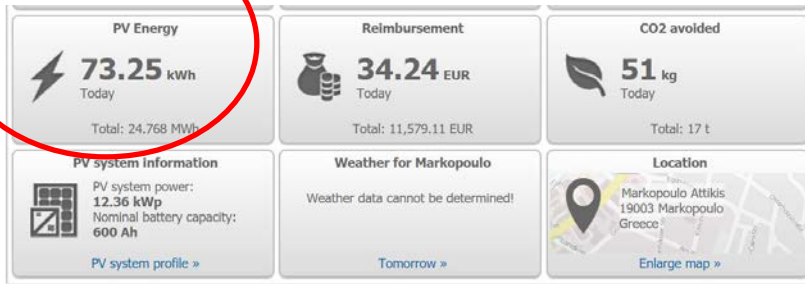 PV Energy
73.25 kWh
Today
Total: 24.768 MWh
Reimbursement
34.24 EUR
Today
Total: 11,579.11 EUR
CO2 avoided
51 kg
Today
Total: 17 t
PV system information
PV system power:
12.36 kWp
Nominal battery capacity:
600 Ah
PV system profile »
Weather for Markopoulo
Weather data cannot be determined!
Tomorrow »
Location
Markopoulo Attikis
19003 Markopoulo
Greece
Enlarge map »